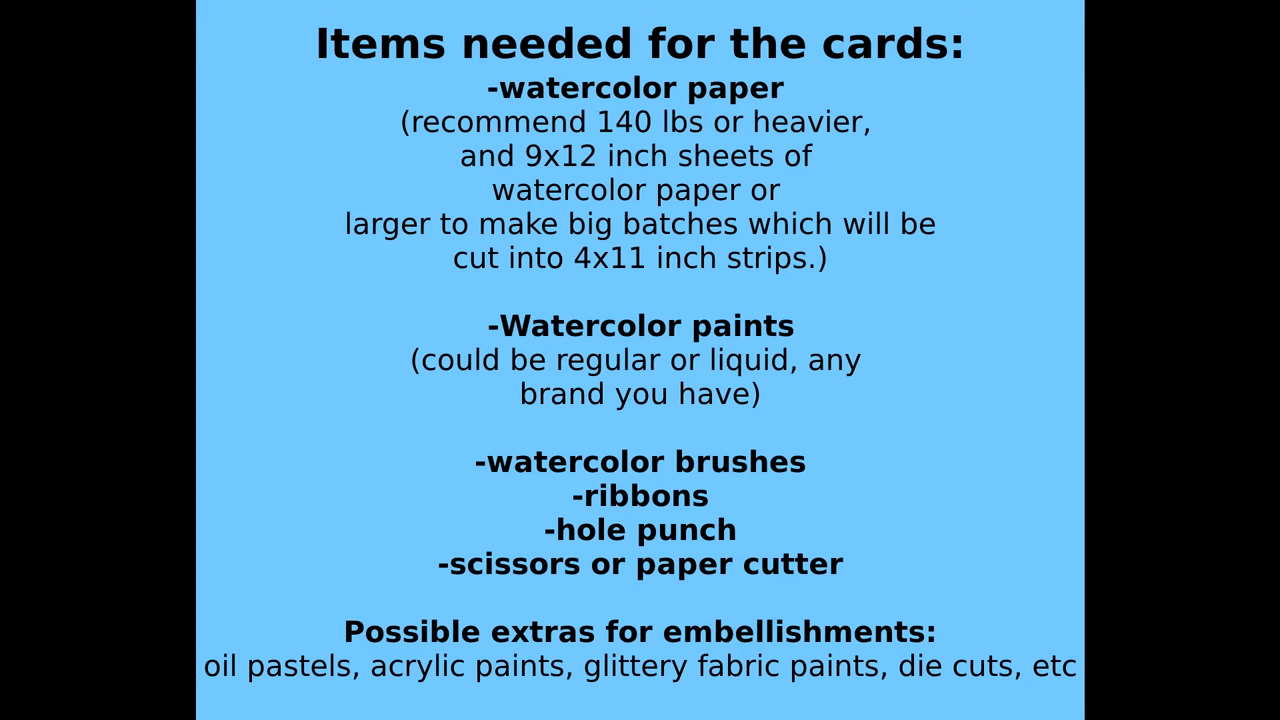 Items needed for the cards:
-watercolor paper
(recommend 140 lbs or heavier,
and 9x12 inch sheets of
watercolor paper or
larger to make big batches which will be
cut into 4x11 inch strips.)
-Watercolor paints
(could be regular or liquid, any
brand you have)
-watercolor brushes
-ribbons
-hole punch
-scissors or paper cutter
Possible extras for embellishments:
oil pastels, acrylic paints, glittery fabric paints, die cuts, etc